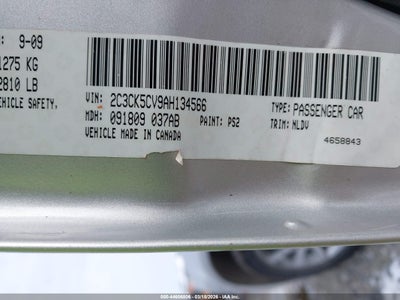 : 9-09
1275 KG
2810 LB
VEHICLE SAFETY,
VIN: 2C3CK5CV9AH134566
TYPE: PASSENGER CAR
MDH: 091809 037AB
PAINT: PS2
TRIM: NLDV
VEHICLE MADE IN CANADA
4658843